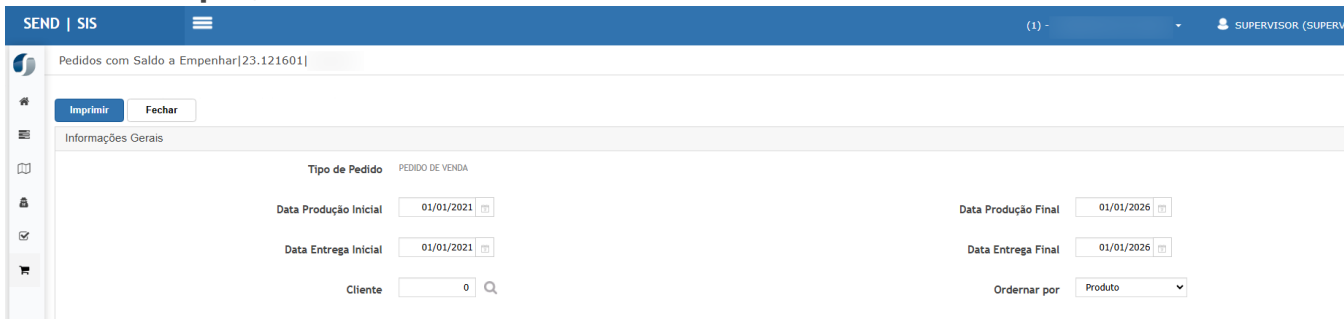 SEND | SIS (1) - SUPERVISOR (SUPERV
Pedidos com Saldo a Empenhar|23.121601|
Imprimir Fechar
Informações Gerais
Tipo de Pedido PEDIDO DE VENDA
Data Produção Inicial 01/01/2021 Data Produção Final 01/01/2026
Data Entrega Inicial 01/01/2021 Data Entrega Final 01/01/2026
Cliente 0 Ordernar por Produto